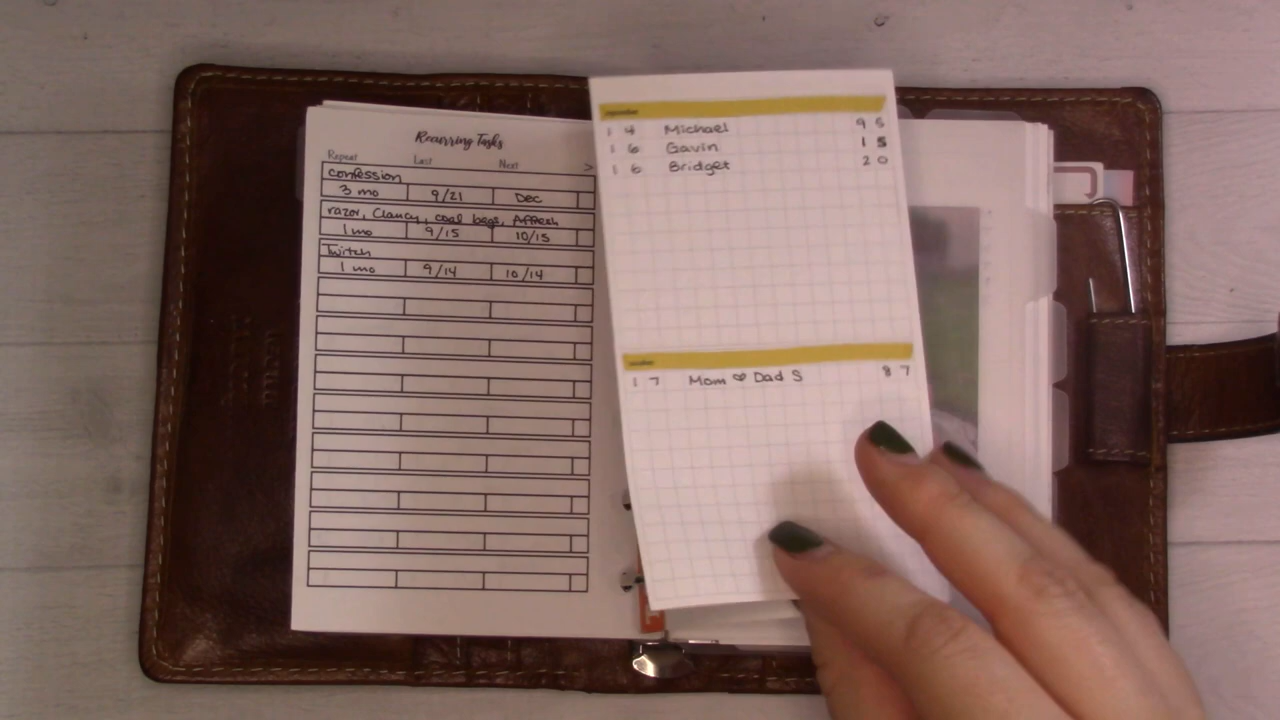 Recurring Tasks
Repeat Last Next >
confession
3 mo 9/21 Dec
razor, Clancy, coal bags, Affresh
1 mo 9/15 10/15
Twitch
1 mo 9/14 10/14
1 4 Michael 9 5
1 6 Gavin 1 5
1 6 Bridget 2 0
1 7 Mom ♡ Dad S 8 7